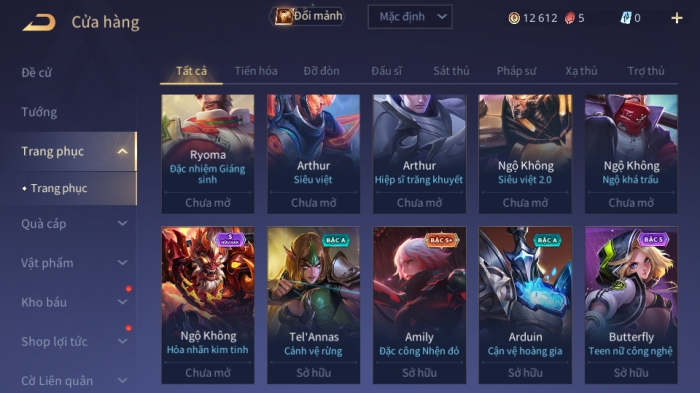 Cửa hàng
Đổi mảnh
Mặc định
12 612
5
0
Đề cử
Tướng
Trang phục
Trang phục
Quà cáp
Vật phẩm
Kho báu
Shop lợi tức
Cờ Liên quân
Tất cả
Tiến hóa
Đỡ đòn
Đấu sĩ
Sát thủ
Pháp sư
Xạ thủ
Trợ thủ
Ryoma
Đặc nhiệm Giáng
sinh
Chưa mở
Arthur
Siêu việt
Chưa mở
Arthur
Hiệp sĩ trăng khuyết
Chưa mở
Ngộ Không
Siêu việt 2.0
Chưa mở
Ngộ Không
Ngộ khá trấu
Chưa mở
S
HỮU HẠN
Ngộ Không
Hỏa nhãn kim tinh
Chưa mở
BẬC A
Tel'Annas
Cảnh vệ rừng
Sở hữu
BẬC S+
Amily
Đặc công Nhện đỏ
Sở hữu
BẬC A
Arduin
Cận vệ hoàng gia
Sở hữu
BẬC S
Butterfly
Teen nữ công nghệ
Sở hữu